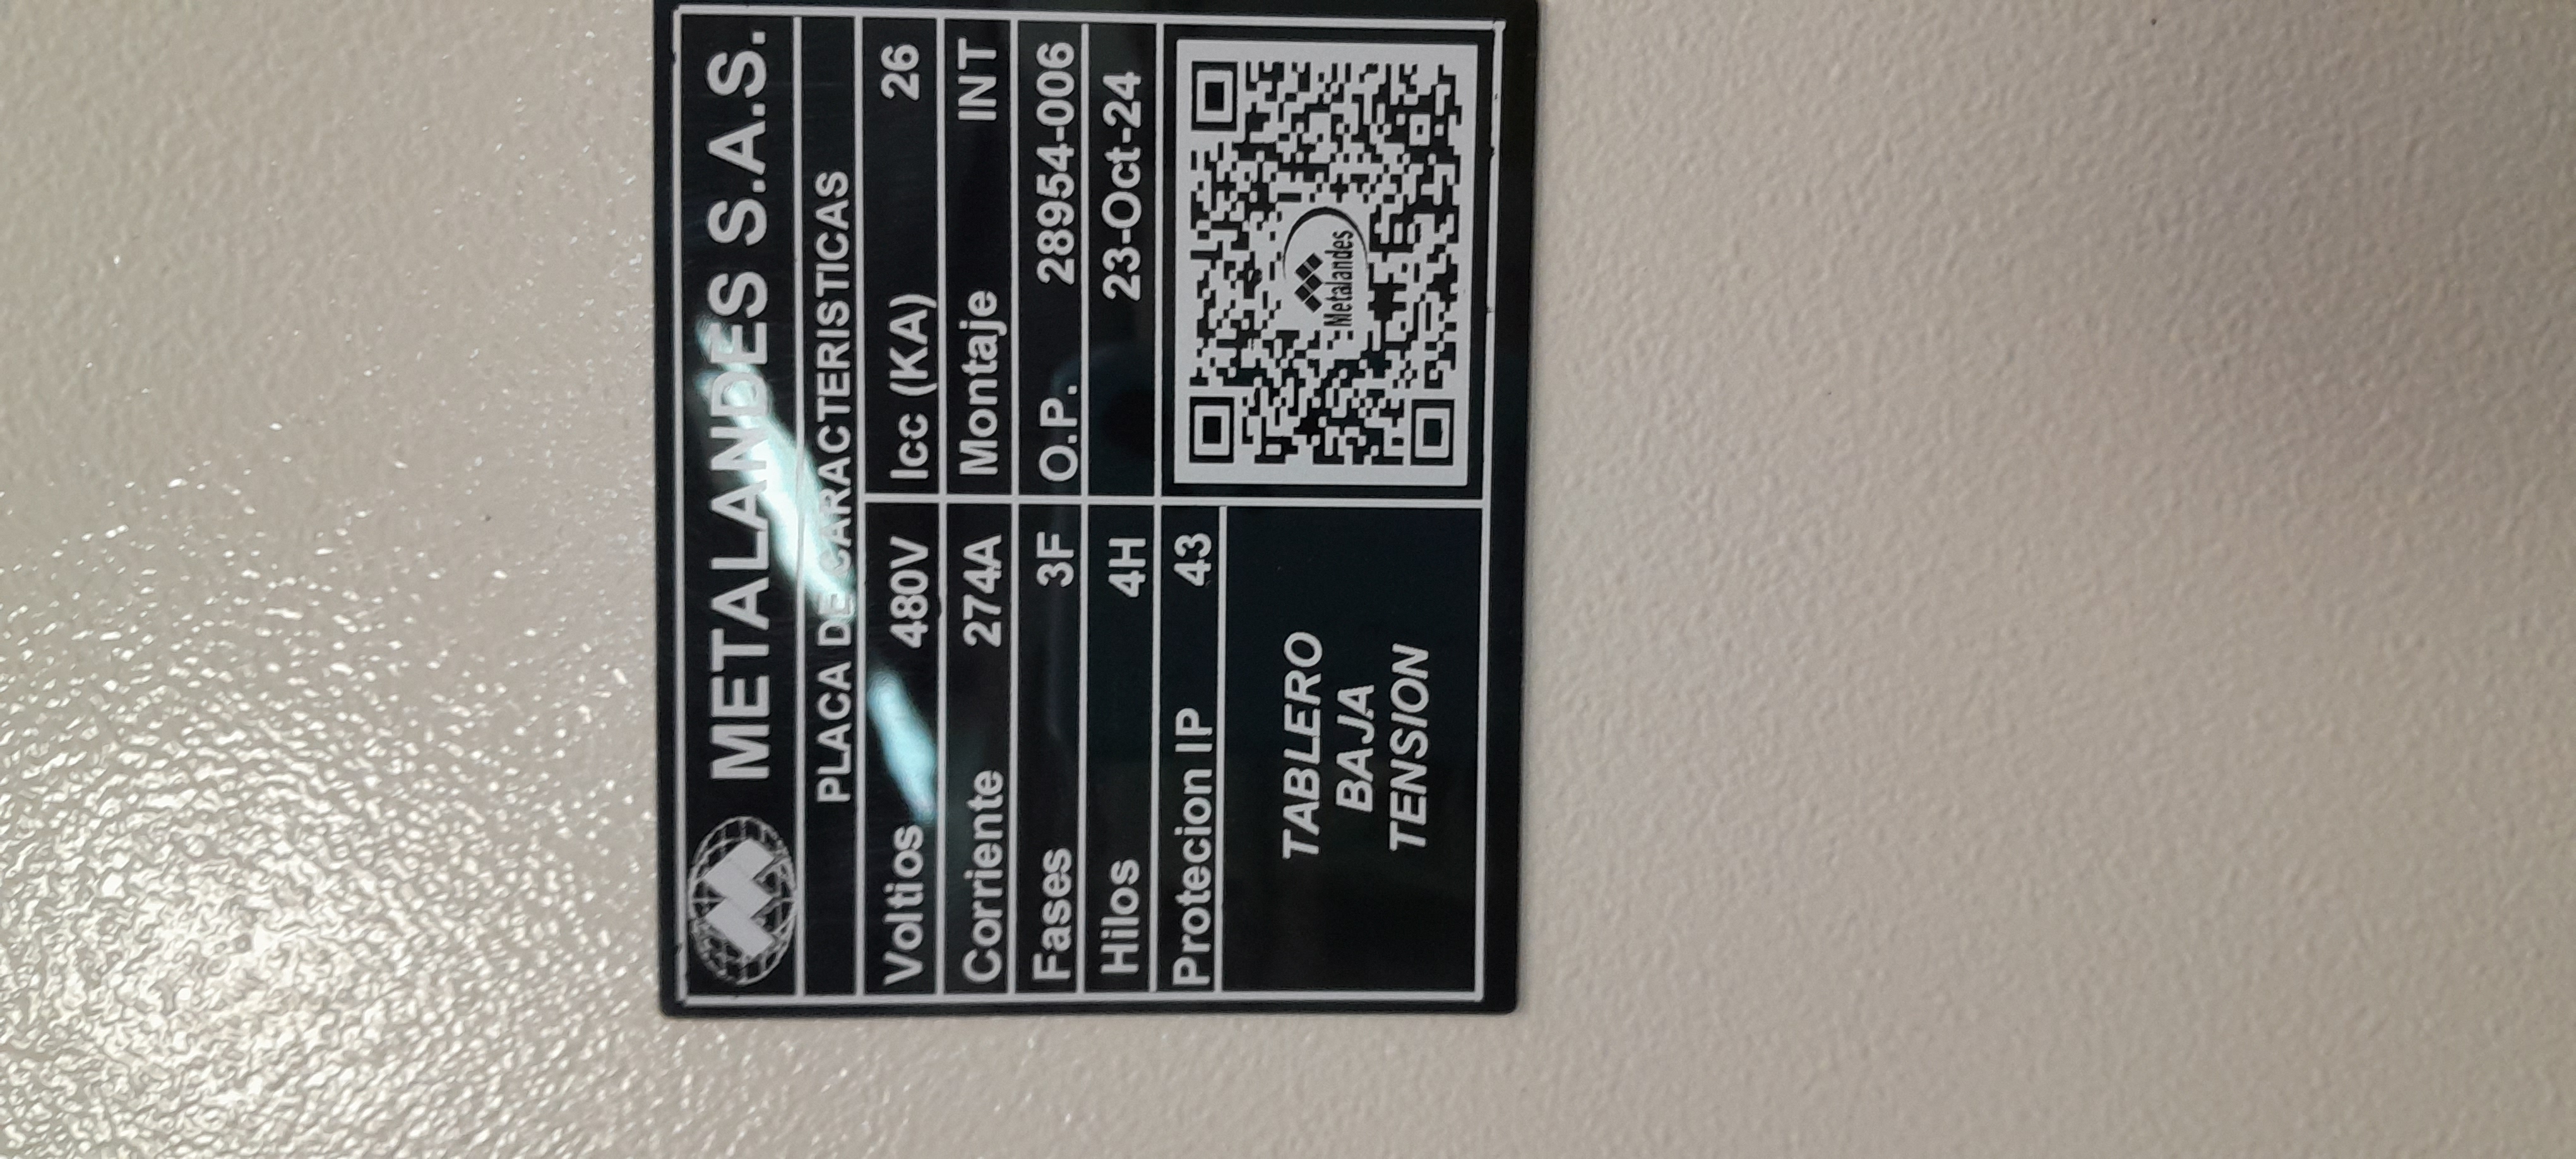 METALANDES S.A.S.
PLACA DE CARACTERISTICAS
Voltios 480V Icc (KA) 26
Corriente 274A Montaje INT
Fases 3F O.P. 28954-006
Hilos 4H 23-Oct-24
Protecion IP 43
TABLERO
BAJA
TENSION
Metalandes